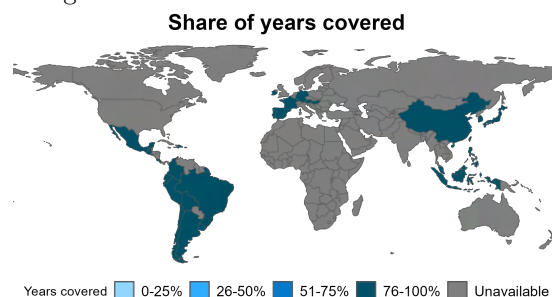 Share of years covered
Years covered 0-25% 26-50% 51-75% 76-100% Unavailable